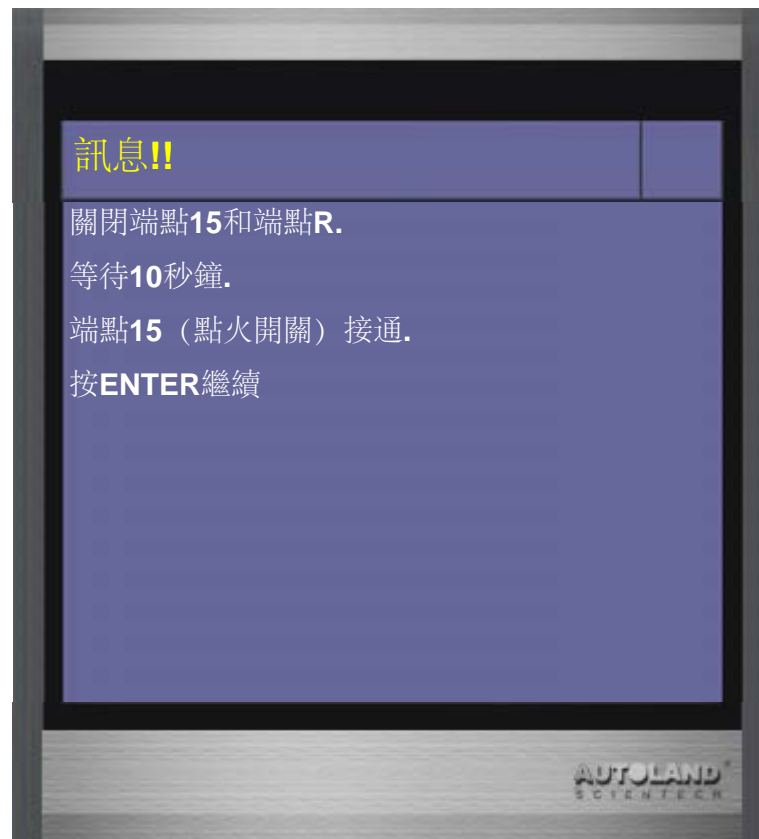 訊息!!
關閉端點15和端點R.
等待10秒鐘.
端點15（點火開關）接通.
按ENTER繼續
AUTOLAND
SCIENTECH